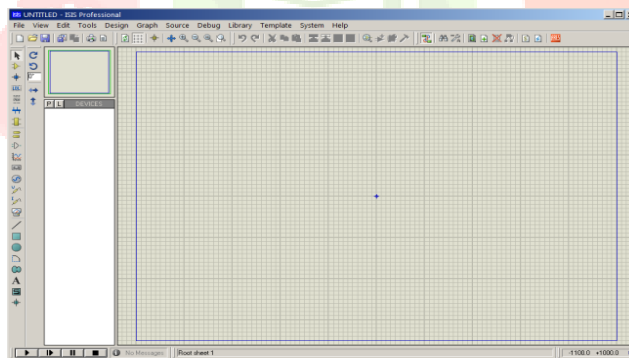 UNTITLED - ISIS Professional
File View Edit Tools Design Graph Source Debug Library Template System Help
P L DEVICES
No Messages Root sheet 1 -1100.0 +1000.0